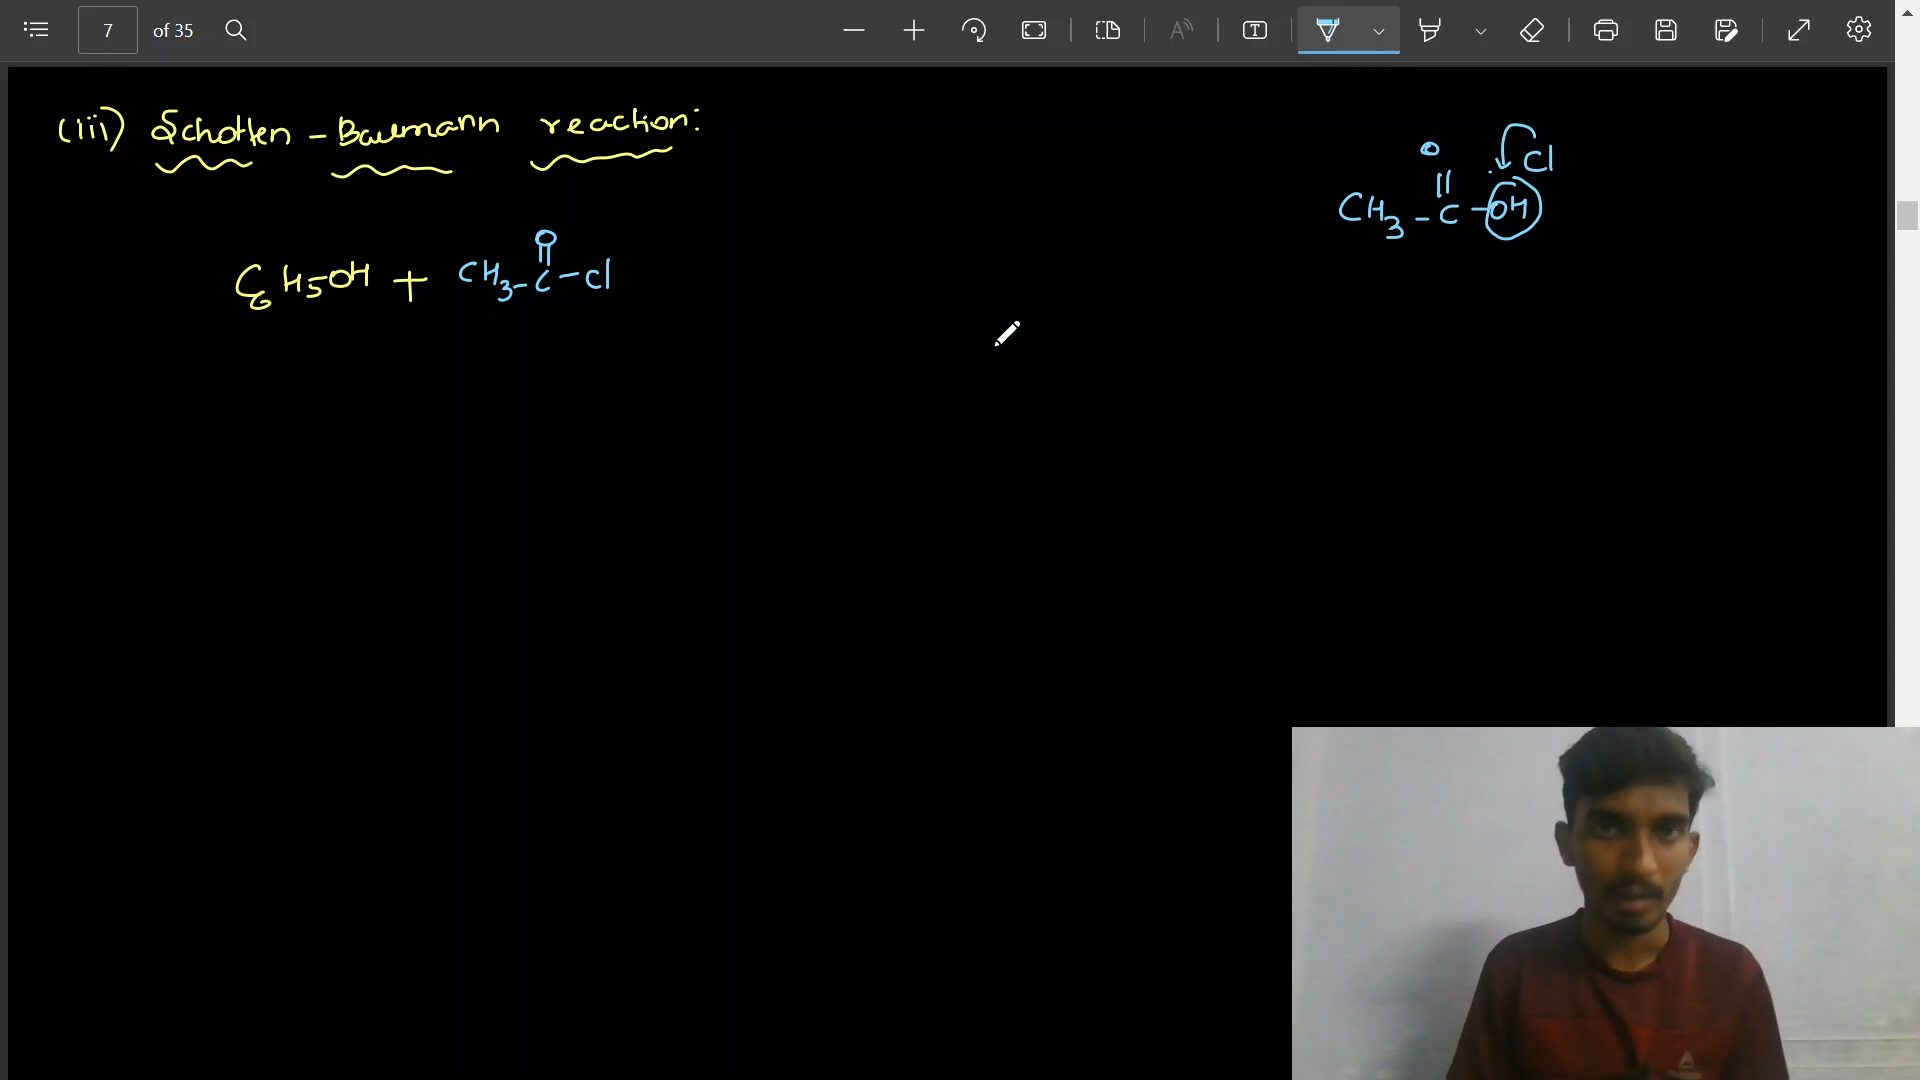 7 of 35
(iii) Schotten - Baumann reaction:
O Cl
||
CH3 - C - OH
O
||
C6H5OH + CH3 - C - Cl